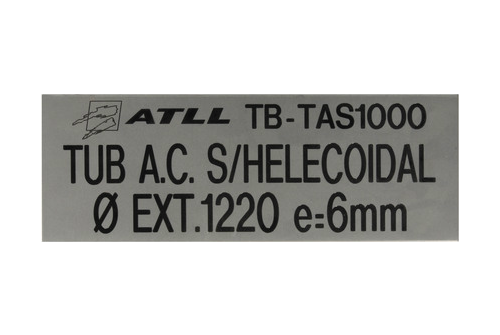 ATLL TB-TAS1000
TUB A.C. S/HELECOIDAL
Ø EXT.1220 e=6mm